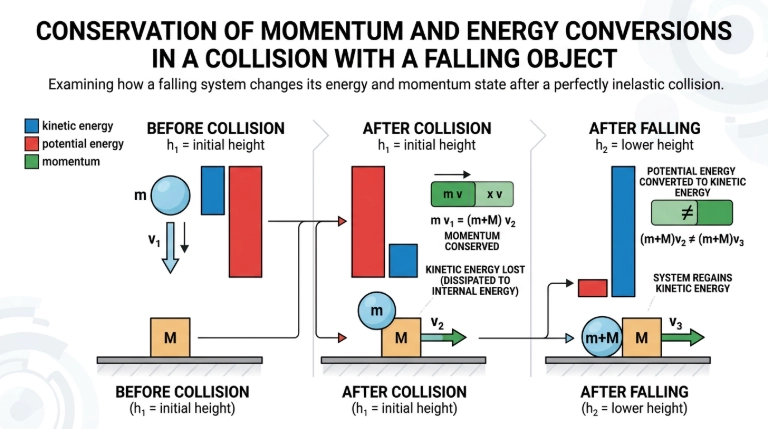 CONSERVATION OF MOMENTUM AND ENERGY CONVERSIONS
IN A COLLISION WITH A FALLING OBJECT
Examining how a falling system changes its energy and momentum state after a perfectly inelastic collision.
kinetic energy
potential energy
momentum
BEFORE COLLISION
h₁ = initial height
m
v₁
M
BEFORE COLLISION
(h₁ = initial height)
AFTER COLLISION
h₁ = initial height
m v
x v
m v₁ = (m+M) v₂
MOMENTUM
CONSERVED
KINETIC ENERGY LOST
(DISSIPATED TO
INTERNAL ENERGY)
m
M
v₂
AFTER COLLISION
(h₁ = initial height)
AFTER FALLING
h₂ = lower height
POTENTIAL ENERGY
CONVERTED TO KINETIC
ENERGY
≠
(m+M)v₂ ≠ (m+M)v₃
SYSTEM REGAINS
KINETIC ENERGY
m+M
M
v₃
AFTER FALLING
(h₂ = lower height)